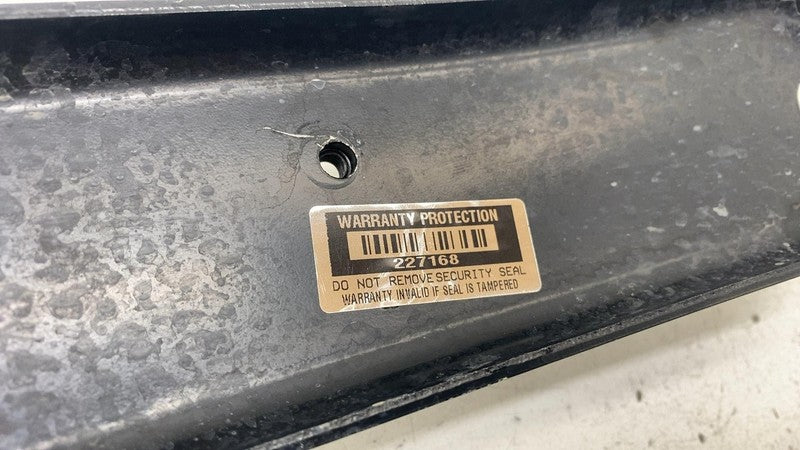 WARRANTY PROTECTION
227168
DO NOT REMOVE SECURITY SEAL
WARRANTY INVALID IF SEAL IS TAMPERED